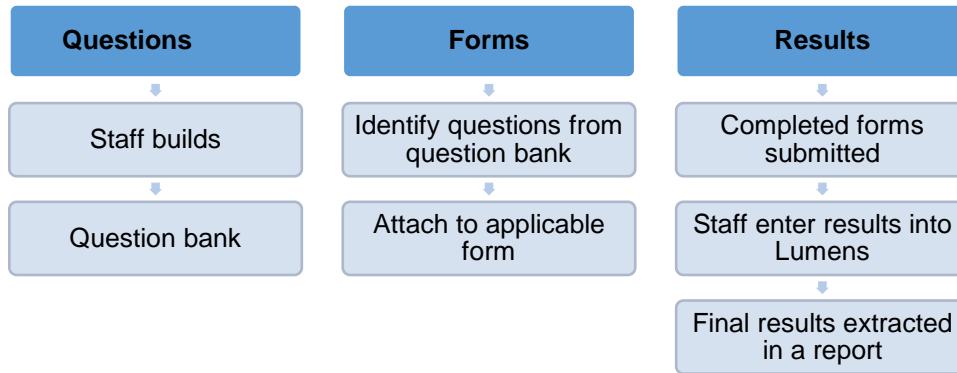 Questions
Staff builds
Question bank
Forms
Identify questions from
question bank
Attach to applicable
form
Results
Completed forms
submitted
Staff enter results into
Lumens
Final results extracted
in a report